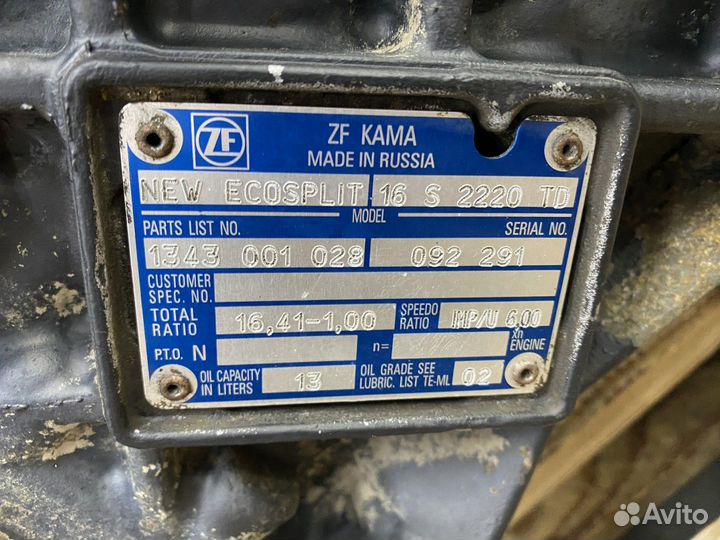 ZF
ZF KAMA
MADE IN RUSSIA
NEW ECOSPLIT 16 S 2220 TD
MODEL
PARTS LIST NO. SERIAL NO.
1343 001 028 092 291
CUSTOMER
SPEC. NO.
TOTAL
RATIO 16,41-1,00 SPEEDO
RATIO IMP/U 6,00
P.T.O. N n= xn
ENGINE
OIL CAPACITY
IN LITERS 13 OIL GRADE SEE
LUBRIC. LIST TE-ML 02
Avito